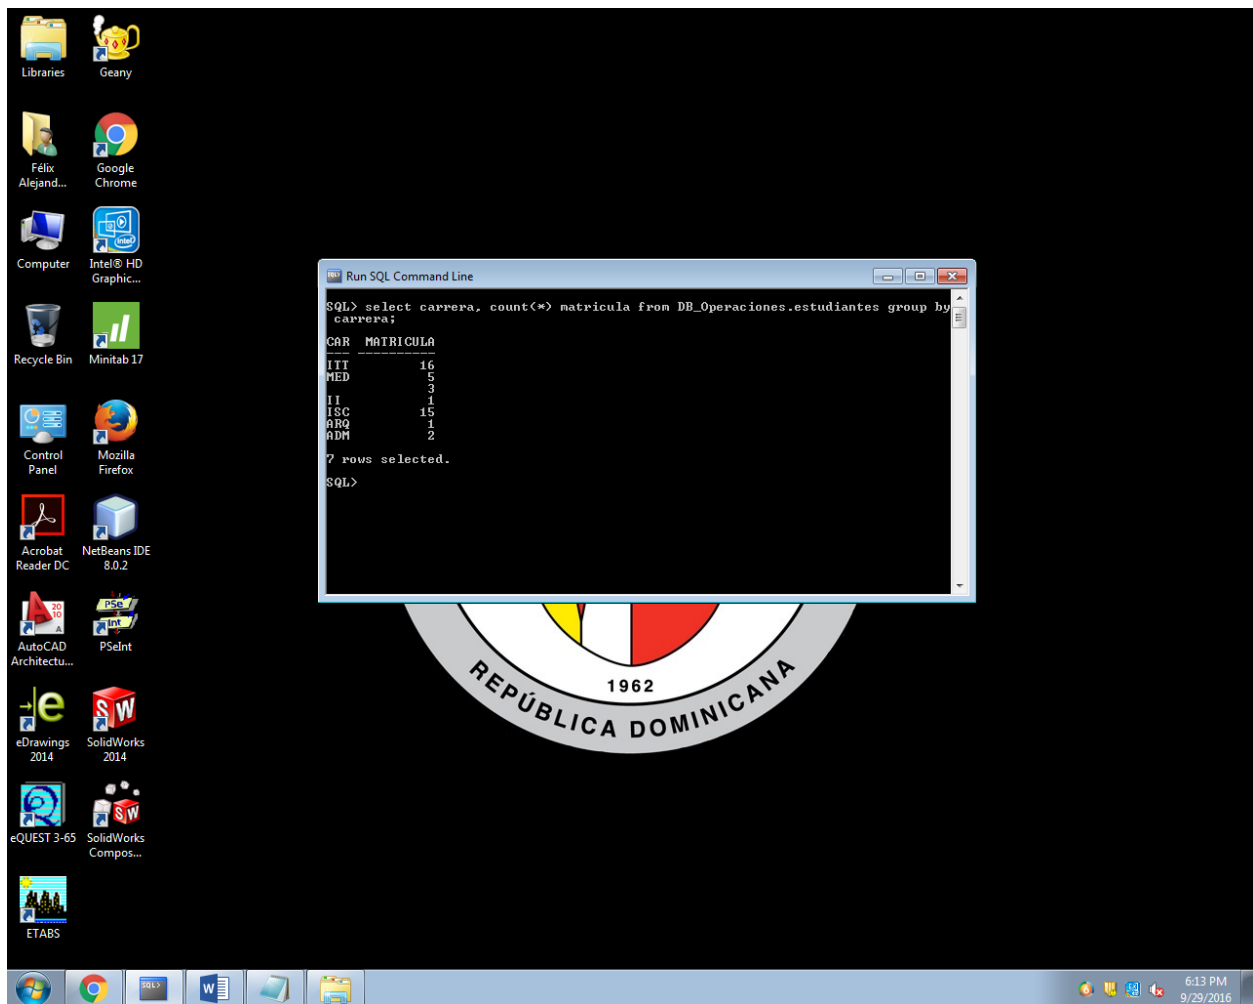 Libraries
Geany
Félix
Alejand...
Google
Chrome
Computer
Intel® HD
Graphic...
Recycle Bin
Minitab 17
Control
Panel
Mozilla
Firefox
Acrobat
Reader DC
NetBeans IDE
8.0.2
AutoCAD
Architectu...
PSeInt
eDrawings
2014
SolidWorks
2014
eQUEST 3-65
SolidWorks
Compos...
ETABS
Run SQL Command Line
SQL> select carrera, count(*) matricula from DB_Operaciones.estudiantes group by
carrera;
CAR MATRICULA
--- ----------
ITT 16
MED 5
3
II 1
ISC 15
ARQ 1
ADM 2
7 rows selected.
SQL>
1962
REPÚBLICA DOMINICANA
6:13 PM
9/29/2016